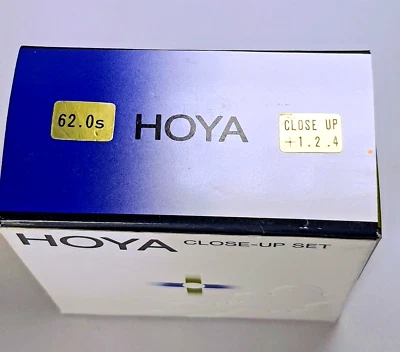 62.0s HOYA CLOSE UP
+1.2.4
HOYA CLOSE-UP SET